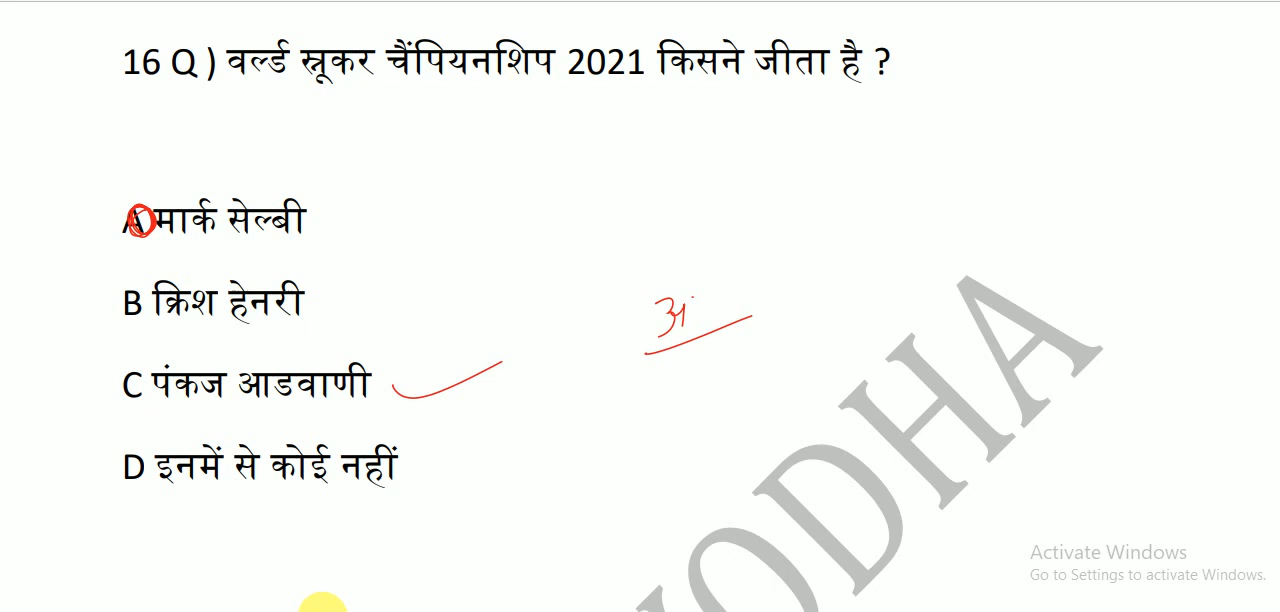 16 Q ) वर्ल्ड स्नूकर चैंपियनशिप 2021 किसने जीता है ?
A मार्क सेल्बी
B क्रिश हेनरी
C पंकज आडवाणी
D इनमें से कोई नहीं
ODHA
Activate Windows
Go to Settings to activate Windows.